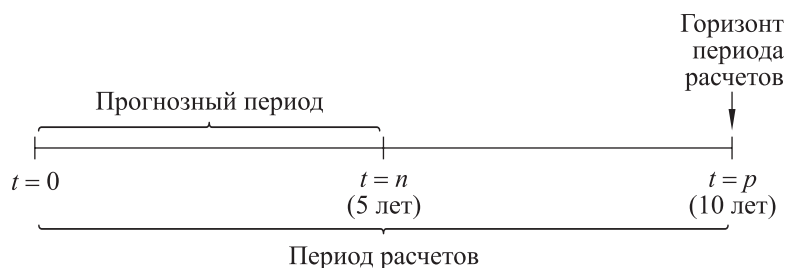 Горизонт
периода
расчетов
Прогнозный период
t = 0
t = n
(5 лет)
t = p
(10 лет)
Период расчетов